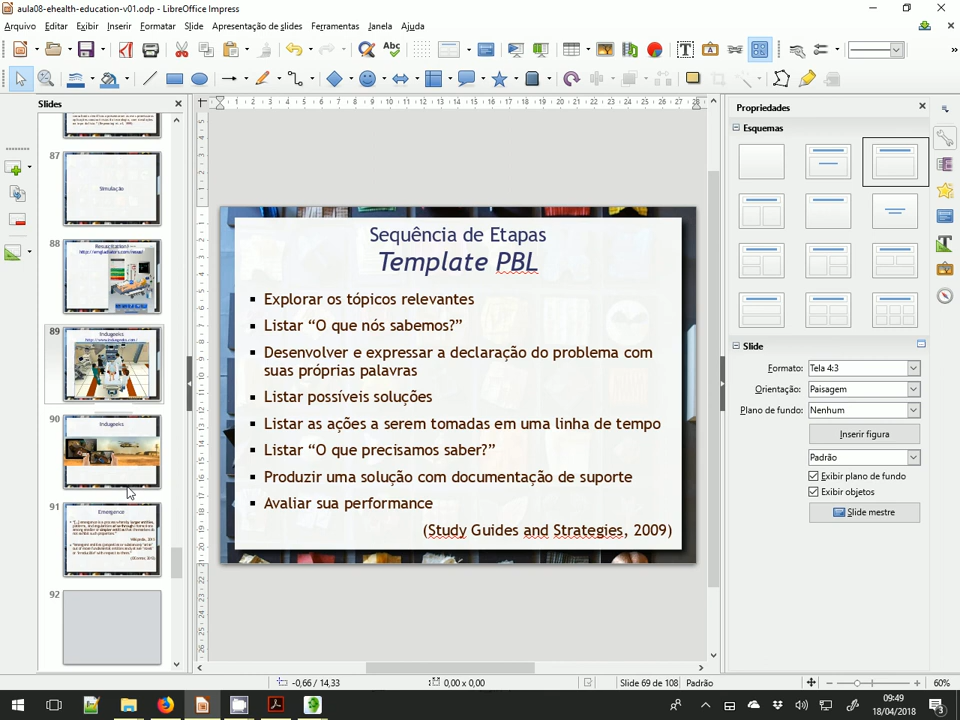 aula08-ehealth-education-v01.odp - LibreOffice Impress
Arquivo Editar Exibir Inserir Formatar Slide Apresentação de slides Ferramentas Janela Ajuda
Slides
Propriedades
Esquemas
87
Simulação
88
89
Indugeeks
90
Indugeeks
91
Emergence
92
Sequência de Etapas
Template PBL
Explorar os tópicos relevantes
Listar “O que nós sabemos?”
Desenvolver e expressar a declaração do problema com
suas próprias palavras
Listar possíveis soluções
Listar as ações a serem tomadas em uma linha de tempo
Listar “O que precisamos saber?”
Produzir uma solução com documentação de suporte
Avaliar sua performance
(Study Guides and Strategies, 2009)
Slide
Formato: Tela 4:3
Orientação: Paisagem
Plano de fundo: Nenhum
Inserir figura
Padrão
Exibir plano de fundo
Exibir objetos
Slide mestre
-0,66 / 14,33 0,00 x 0,00 Slide 69 de 108 Padrão 60%
09:49
18/04/2018